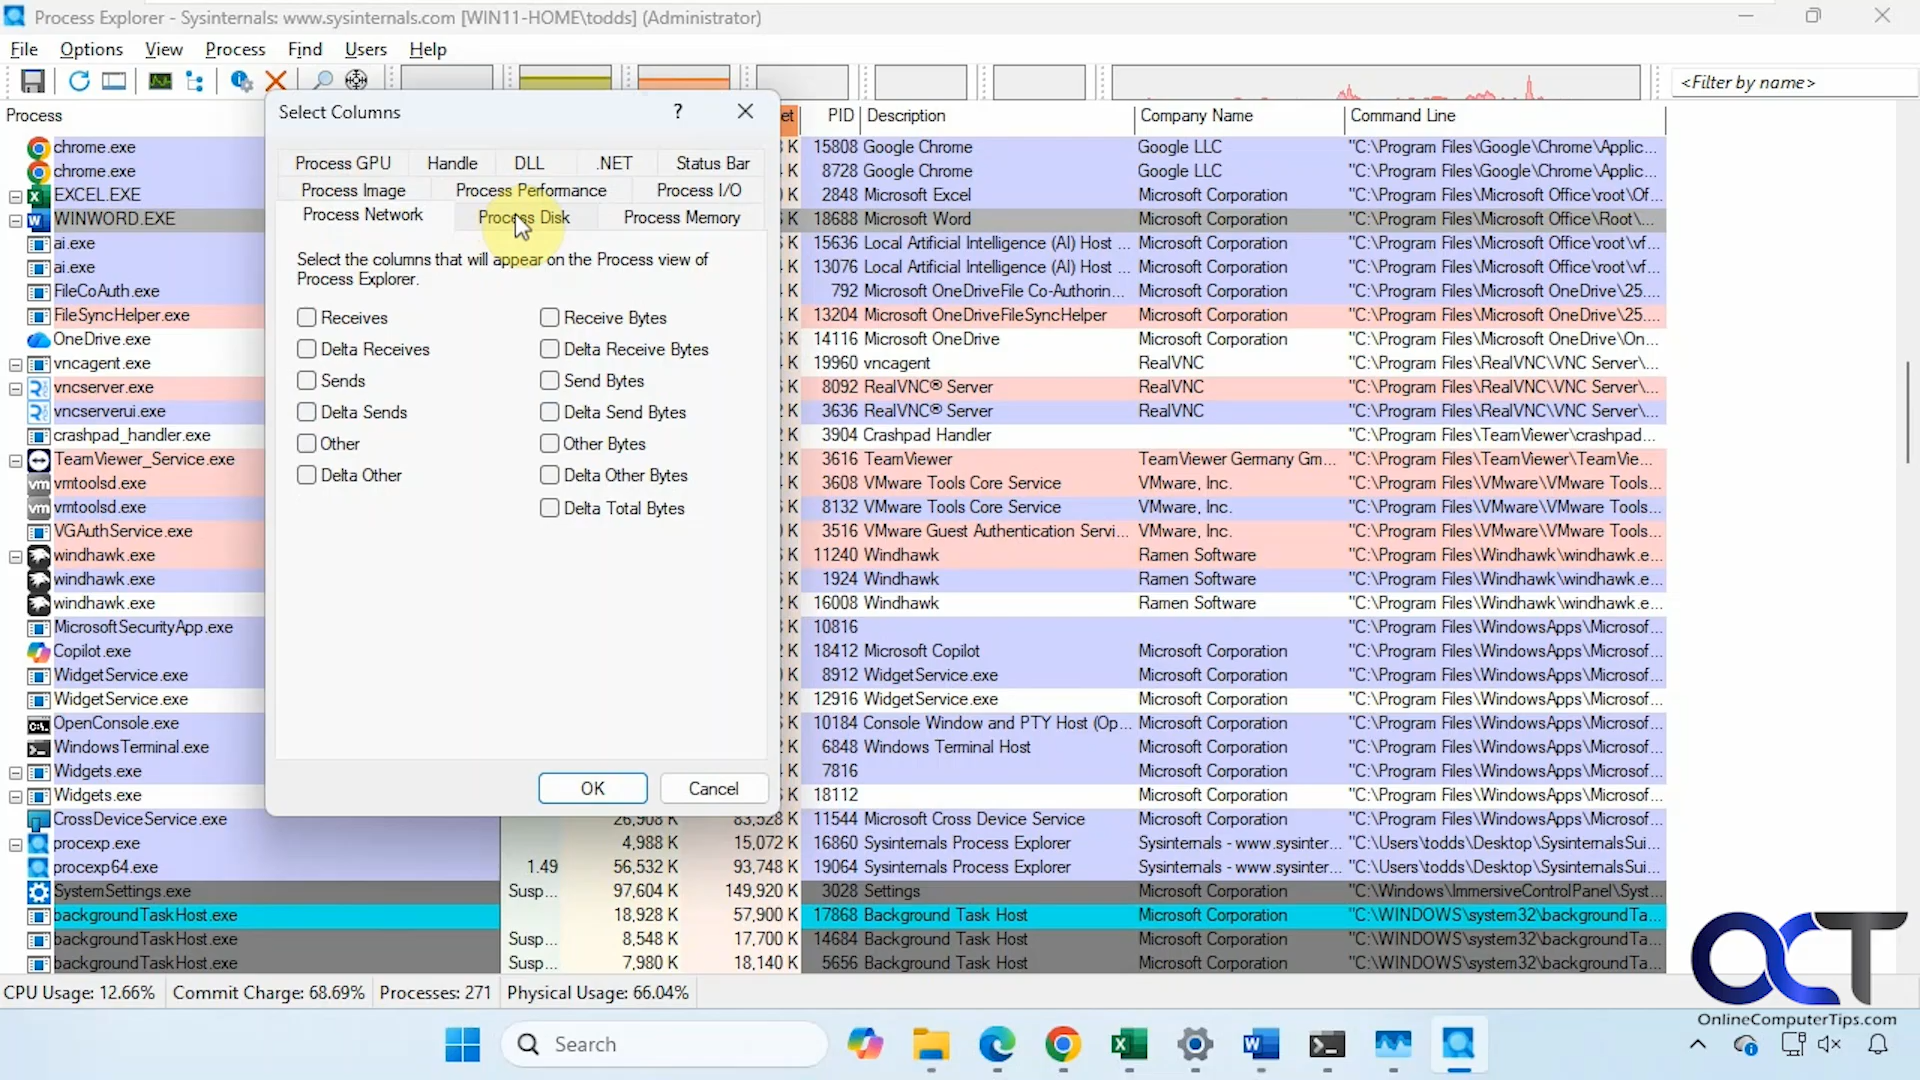 Process Explorer - Sysinternals: www.sysinternals.com [WIN11-HOME\todds] (Administrator)
File Options View Process Find Users Help
<Filter by name>
Process
PID Description Company Name Command Line
Select Columns
?
Process GPU Handle DLL .NET Status Bar
Process Image Process Performance Process I/O
Process Network Process Disk Process Memory
Select the columns that will appear on the Process view of
Process Explorer.
Receives Receive Bytes
Delta Receives Delta Receive Bytes
Sends Send Bytes
Delta Sends Delta Send Bytes
Other Other Bytes
Delta Other Delta Other Bytes
Delta Total Bytes
OK Cancel
chrome.exe K 15808 Google Chrome Google LLC "C:\Program Files\Google\Chrome\Applic...
chrome.exe K 8728 Google Chrome Google LLC "C:\Program Files\Google\Chrome\Applic...
EXCEL.EXE K 2848 Microsoft Excel Microsoft Corporation "C:\Program Files\Microsoft Office\root\Of...
WINWORD.EXE K 18688 Microsoft Word Microsoft Corporation "C:\Program Files\Microsoft Office\Root\...
ai.exe K 15636 Local Artificial Intelligence (AI) Host ... Microsoft Corporation "C:\Program Files\Microsoft Office\root\vf...
ai.exe K 13076 Local Artificial Intelligence (AI) Host ... Microsoft Corporation "C:\Program Files\Microsoft Office\root\vf...
FileCoAuth.exe K 792 Microsoft OneDriveFile Co-Authorin... Microsoft Corporation "C:\Program Files\Microsoft OneDrive\25....
FileSyncHelper.exe K 13204 Microsoft OneDriveFileSyncHelper Microsoft Corporation "C:\Program Files\Microsoft OneDrive\25....
OneDrive.exe K 14116 Microsoft OneDrive Microsoft Corporation "C:\Program Files\Microsoft OneDrive\On...
vncagent.exe K 19960 vncagent RealVNC "C:\Program Files\RealVNC\VNC Server\...
vncserver.exe K 8092 RealVNC® Server RealVNC "C:\Program Files\RealVNC\VNC Server\...
vncserverui.exe K 3636 RealVNC® Server RealVNC "C:\Program Files\RealVNC\VNC Server\...
crashpad_handler.exe K 3904 Crashpad Handler "C:\Program Files\TeamViewer\crashpad...
TeamViewer_Service.exe K 3616 TeamViewer TeamViewer Germany Gm... "C:\Program Files\TeamViewer\TeamVie...
vmtoolsd.exe K 3608 VMware Tools Core Service VMware, Inc. "C:\Program Files\VMware\VMware Tools...
vmtoolsd.exe K 8132 VMware Tools Core Service VMware, Inc. "C:\Program Files\VMware\VMware Tools...
VGAuthService.exe K 3516 VMware Guest Authentication Servi... VMware, Inc. "C:\Program Files\VMware\VMware Tools...
windhawk.exe K 11240 Windhawk Ramen Software "C:\Program Files\Windhawk\windhawk.e...
windhawk.exe K 1924 Windhawk Ramen Software "C:\Program Files\Windhawk\windhawk.e...
windhawk.exe K 16008 Windhawk Ramen Software "C:\Program Files\Windhawk\windhawk.e...
MicrosoftSecurityApp.exe K 10816 "C:\Program Files\WindowsApps\Microsof...
Copilot.exe K 18412 Microsoft Copilot Microsoft Corporation "C:\Program Files\WindowsApps\Microsof...
WidgetService.exe K 8912 WidgetService.exe Microsoft Corporation "C:\Program Files\WindowsApps\Microsof...
WidgetService.exe K 12916 WidgetService.exe Microsoft Corporation "C:\Program Files\WindowsApps\Microsof...
OpenConsole.exe K 10184 Console Window and PTY Host (Op... Microsoft Corporation "C:\Program Files\WindowsApps\Microsof...
WindowsTerminal.exe K 6848 Windows Terminal Host Microsoft Corporation "C:\Program Files\WindowsApps\Microsof...
Widgets.exe K 7816 Microsoft Corporation "C:\Program Files\WindowsApps\Microsof...
Widgets.exe K 18112 Microsoft Corporation "C:\Program Files\WindowsApps\Microsof...
CrossDeviceService.exe 26,908 K 83,528 K 11544 Microsoft Cross Device Service Microsoft Corporation "C:\Program Files\WindowsApps\Microsof...
procexp.exe 4,988 K 15,072 K 16860 Sysinternals Process Explorer Sysinternals - www.sysinter... "C:\Users\todds\Desktop\SysinternalsSui...
procexp64.exe 1.49 56,532 K 93,748 K 19064 Sysinternals Process Explorer Sysinternals - www.sysinter... "C:\Users\todds\Desktop\SysinternalsSui...
SystemSettings.exe Susp... 97,604 K 149,920 K 3028 Settings Microsoft Corporation "C:\Windows\ImmersiveControlPanel\Syst...
backgroundTaskHost.exe 18,928 K 57,900 K 17868 Background Task Host Microsoft Corporation "C:\WINDOWS\system32\backgroundTa...
backgroundTaskHost.exe Susp... 8,548 K 17,700 K 14684 Background Task Host Microsoft Corporation "C:\WINDOWS\system32\backgroundTa...
backgroundTaskHost.exe Susp... 7,980 K 18,140 K 5656 Background Task Host Microsoft Corporation "C:\WINDOWS\system32\backgroundTa...
CPU Usage: 12.66% Commit Charge: 68.69% Processes: 271 Physical Usage: 66.04%
OCT
OnlineComputerTips.com
Search